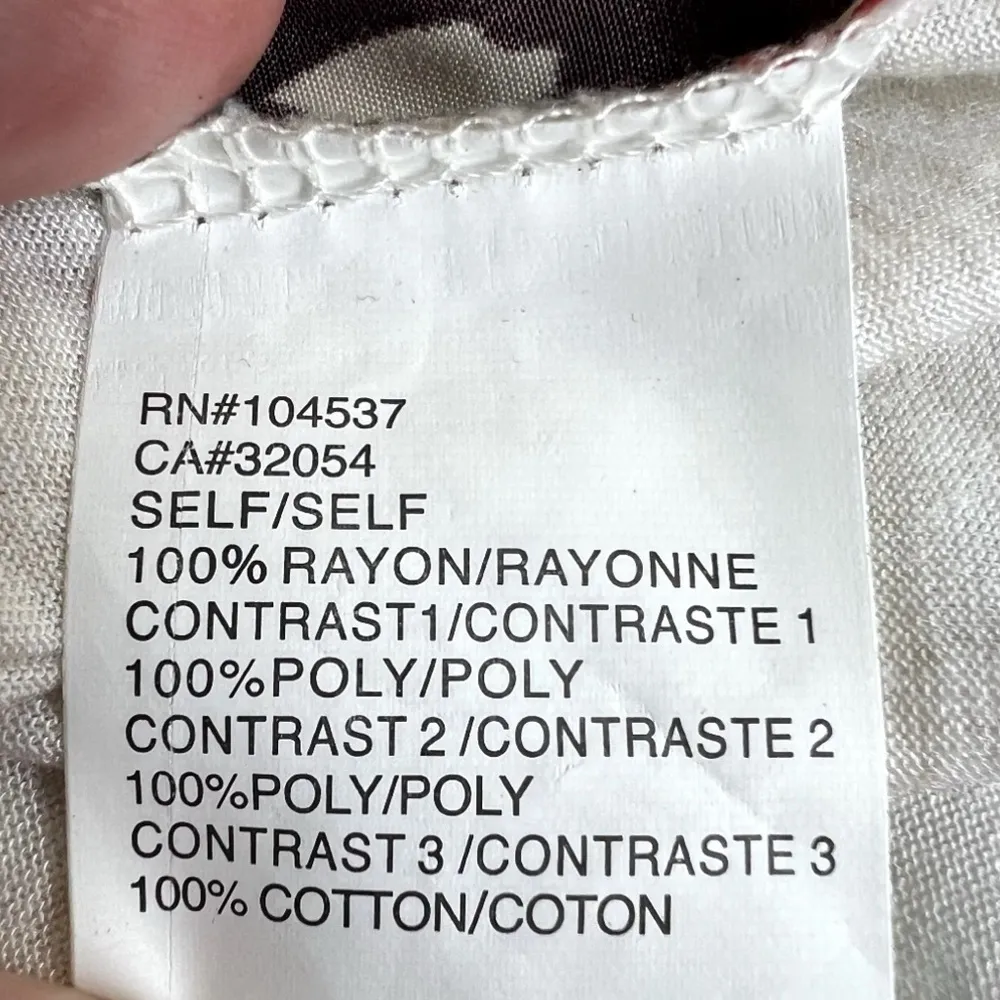 RN#104537
CA#32054
SELF/SELF
100% RAYON/RAYONNE
CONTRAST1/CONTRASTE 1
100%POLY/POLY
CONTRAST 2 /CONTRASTE 2
100%POLY/POLY
CONTRAST 3 /CONTRASTE 3
100% COTTON/COTON